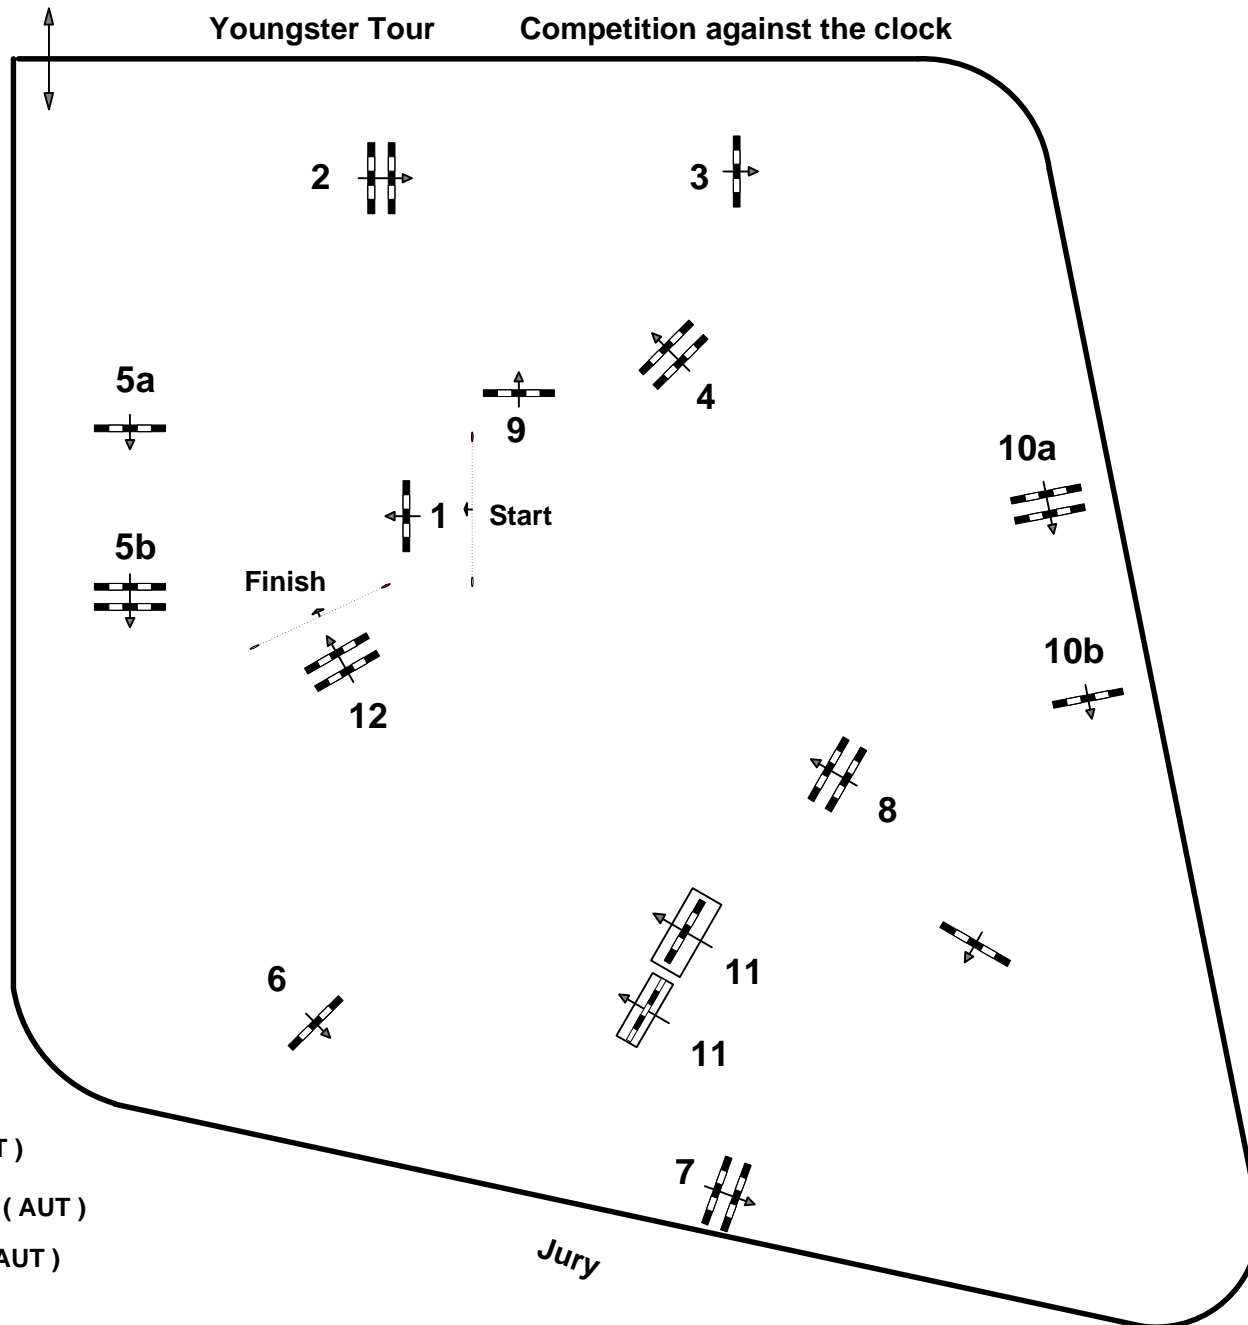 Youngster Tour Competition against the clock
2
3
5a
4
9
10a
1
Start
5b
Finish
10b
12
8
6
11
11
T )
7
( AUT )
AUT )
Jury